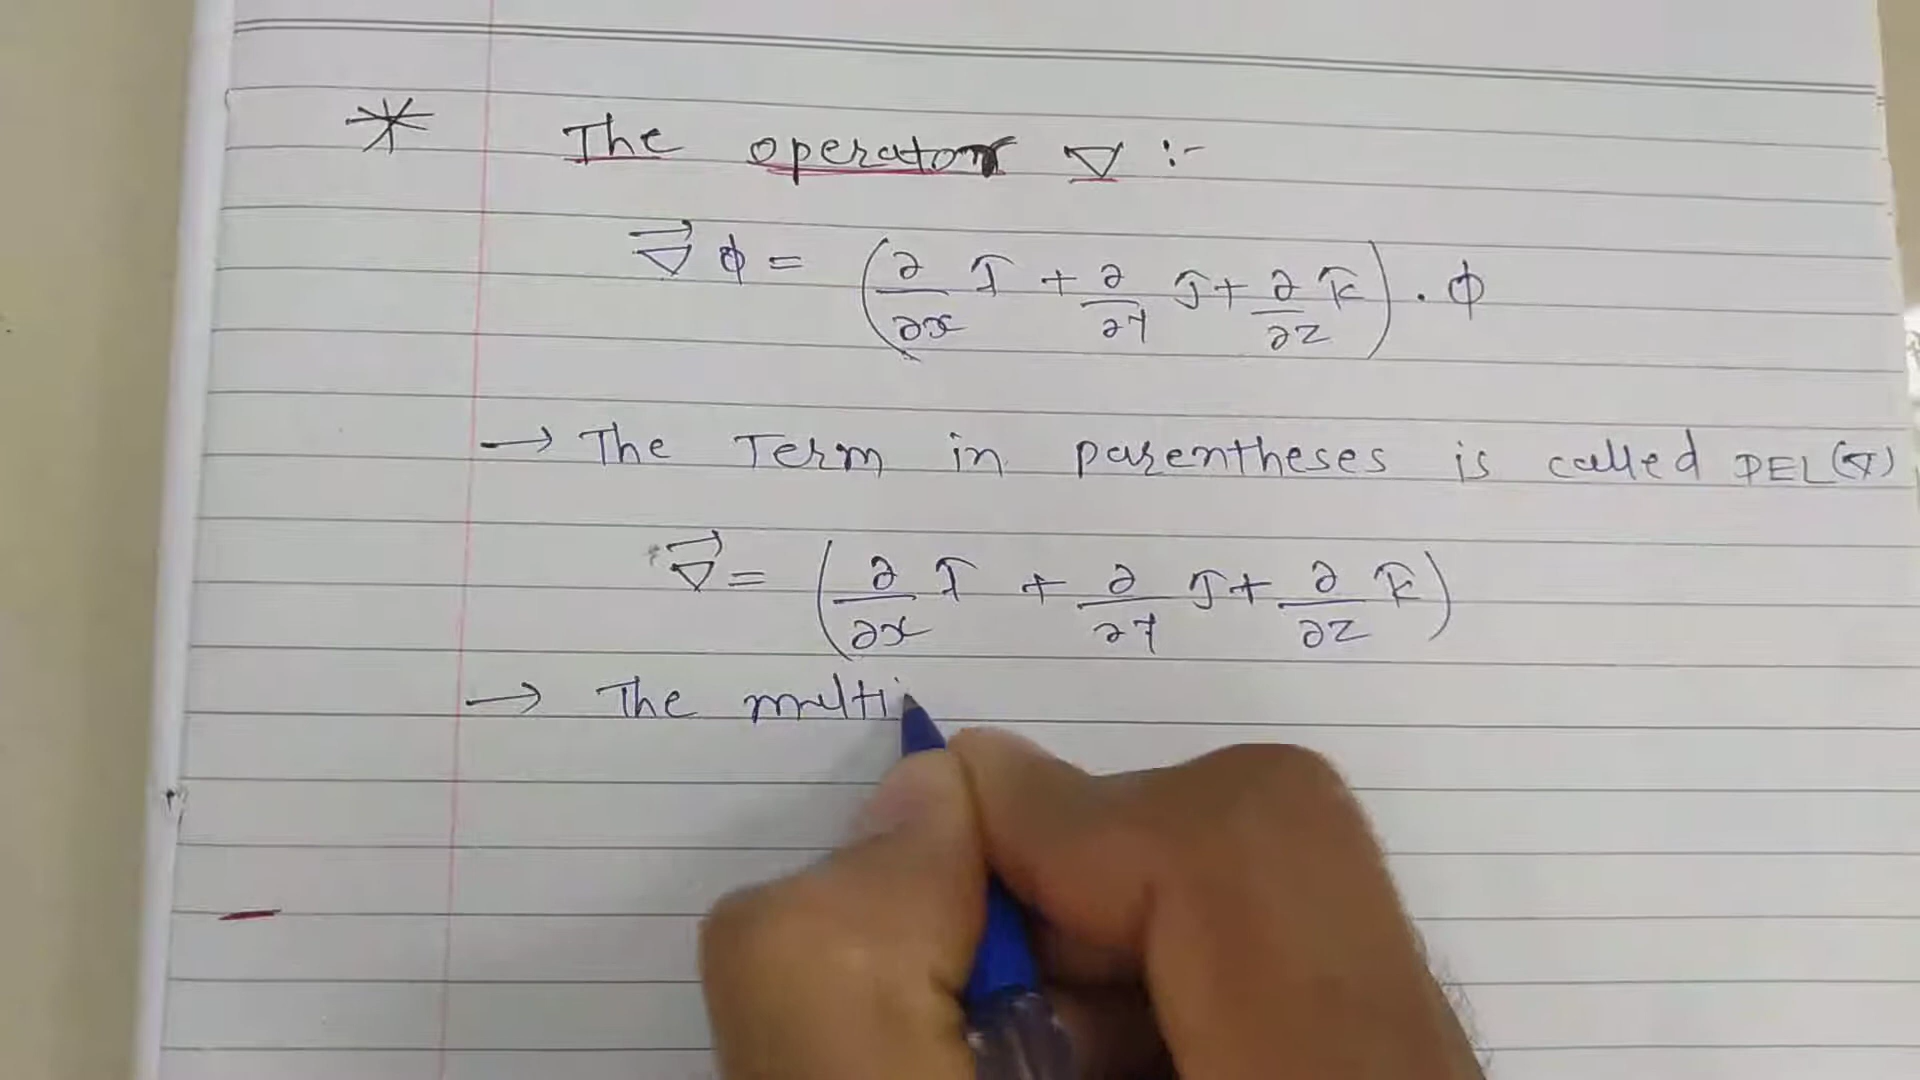 * The operator ∇ :-
∇⃗ ϕ = (∂/∂x î + ∂/∂y ĵ + ∂/∂z k̂) . ϕ
→ The Term in parentheses is called DEL(∇)
∇⃗ = (∂/∂x î + ∂/∂y ĵ + ∂/∂z k̂)
→ The multi